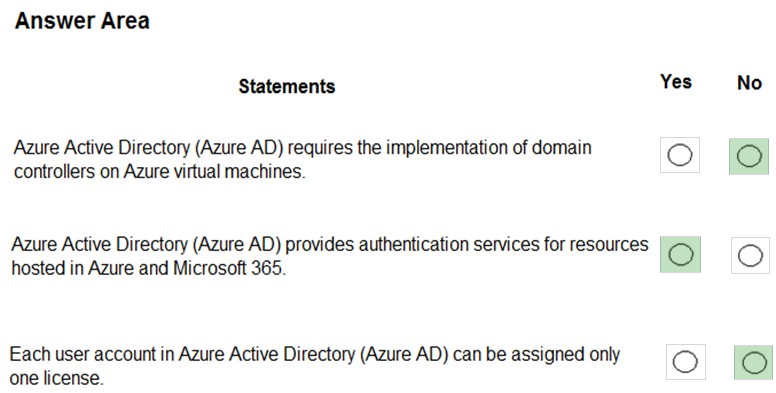 Answer Area
Statements Yes No
Azure Active Directory (Azure AD) requires the implementation of domain
controllers on Azure virtual machines.
Azure Active Directory (Azure AD) provides authentication services for resources
hosted in Azure and Microsoft 365.
Each user account in Azure Active Directory (Azure AD) can be assigned only
one license.